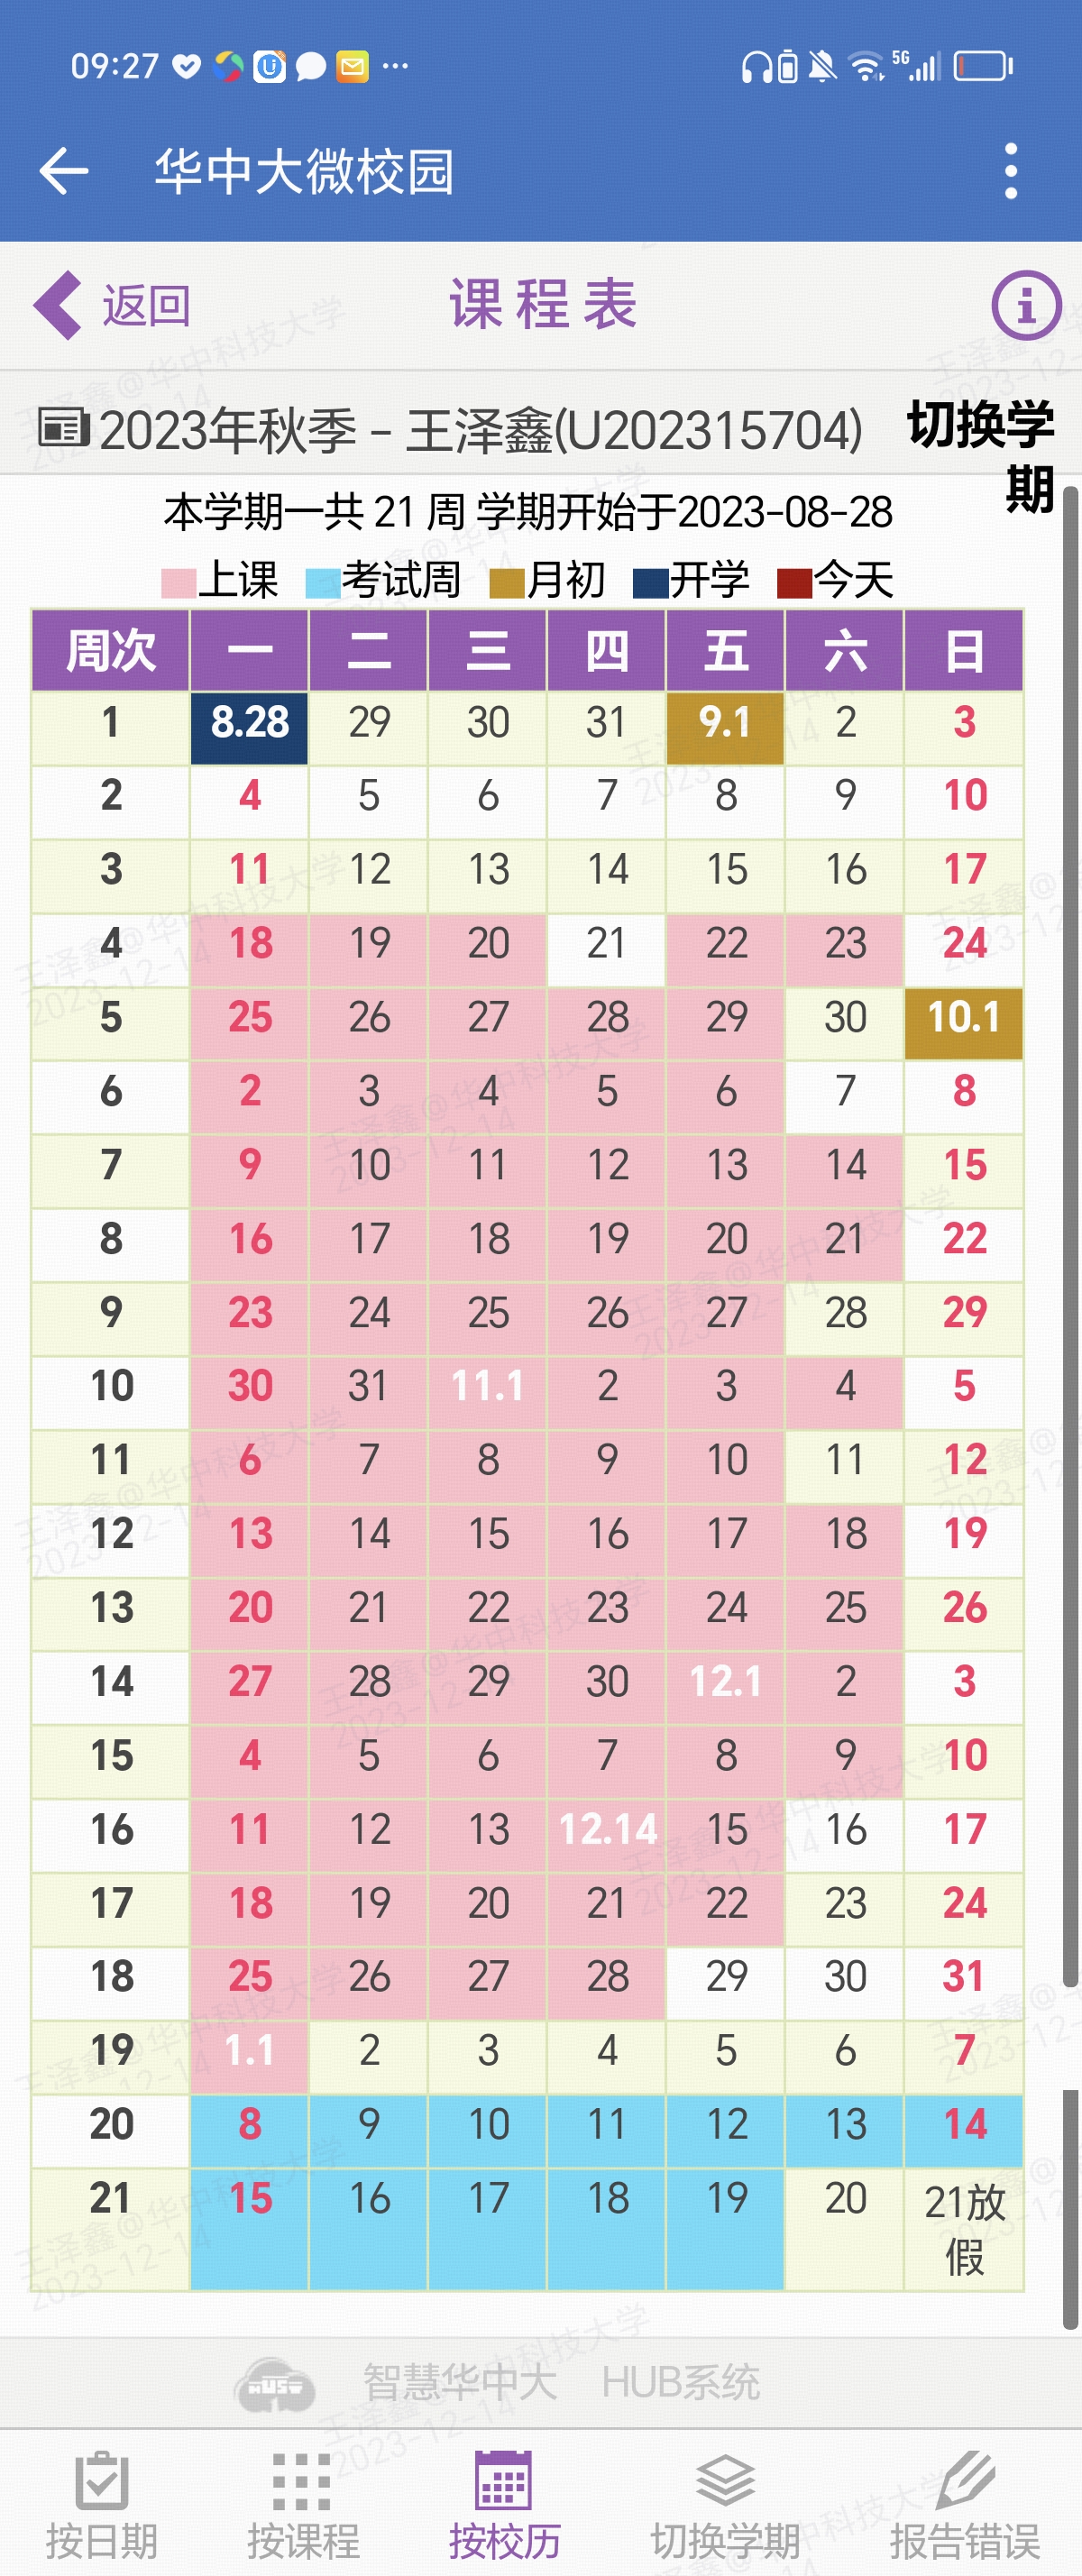 09:27
5G
华中大微校园
返回
课程表
2023年秋季 - 王泽鑫(U202315704)
切换学期
本学期一共 21 周 学期开始于2023-08-28
上课 考试周 月初 开学 今天
周次 一 二 三 四 五 六 日
1 8.28 29 30 31 9.1 2 3
2 4 5 6 7 8 9 10
3 11 12 13 14 15 16 17
4 18 19 20 21 22 23 24
5 25 26 27 28 29 30 10.1
6 2 3 4 5 6 7 8
7 9 10 11 12 13 14 15
8 16 17 18 19 20 21 22
9 23 24 25 26 27 28 29
10 30 31 11.1 2 3 4 5
11 6 7 8 9 10 11 12
12 13 14 15 16 17 18 19
13 20 21 22 23 24 25 26
14 27 28 29 30 12.1 2 3
15 4 5 6 7 8 9 10
16 11 12 13 12.14 15 16 17
17 18 19 20 21 22 23 24
18 25 26 27 28 29 30 31
19 1.1 2 3 4 5 6 7
20 8 9 10 11 12 13 14
21 15 16 17 18 19 20 21放假
智慧华中大 HUB系统
按日期 按课程 按校历 切换学期 报告错误
王泽鑫@华中科技大学
2023-12-14